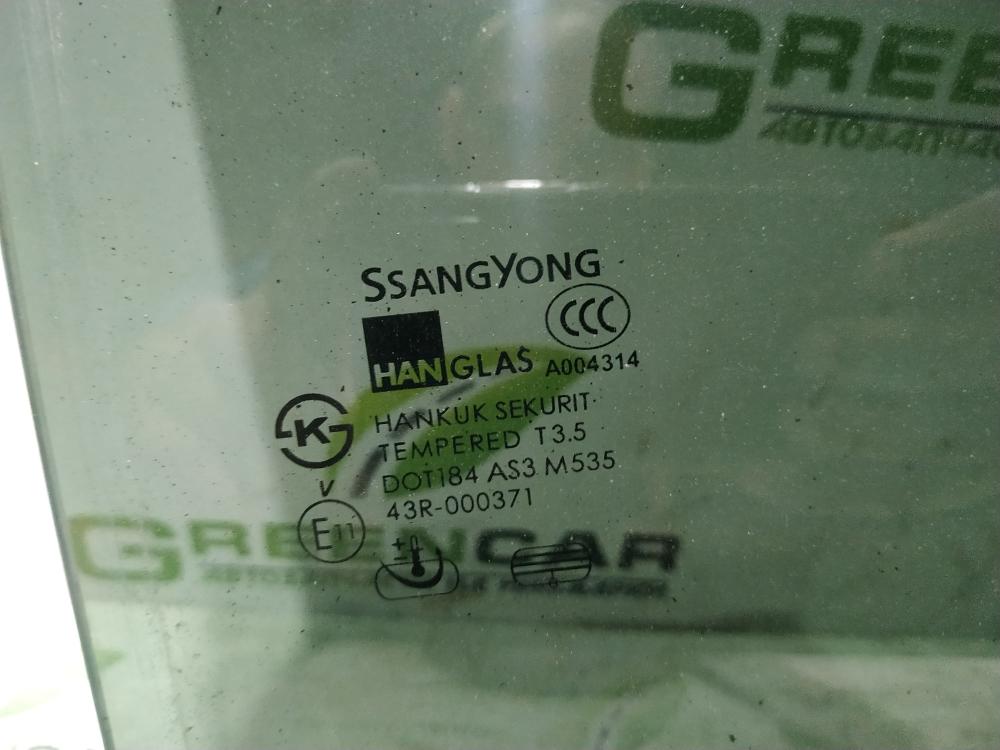 GREE
SSANGYONG
CCC
HANGLAS A004314
K HANKUK SEKURIT
TEMPERED T3.5
V DOT184 AS3 M535
43R-000371
E11
+
−
GREENCAR